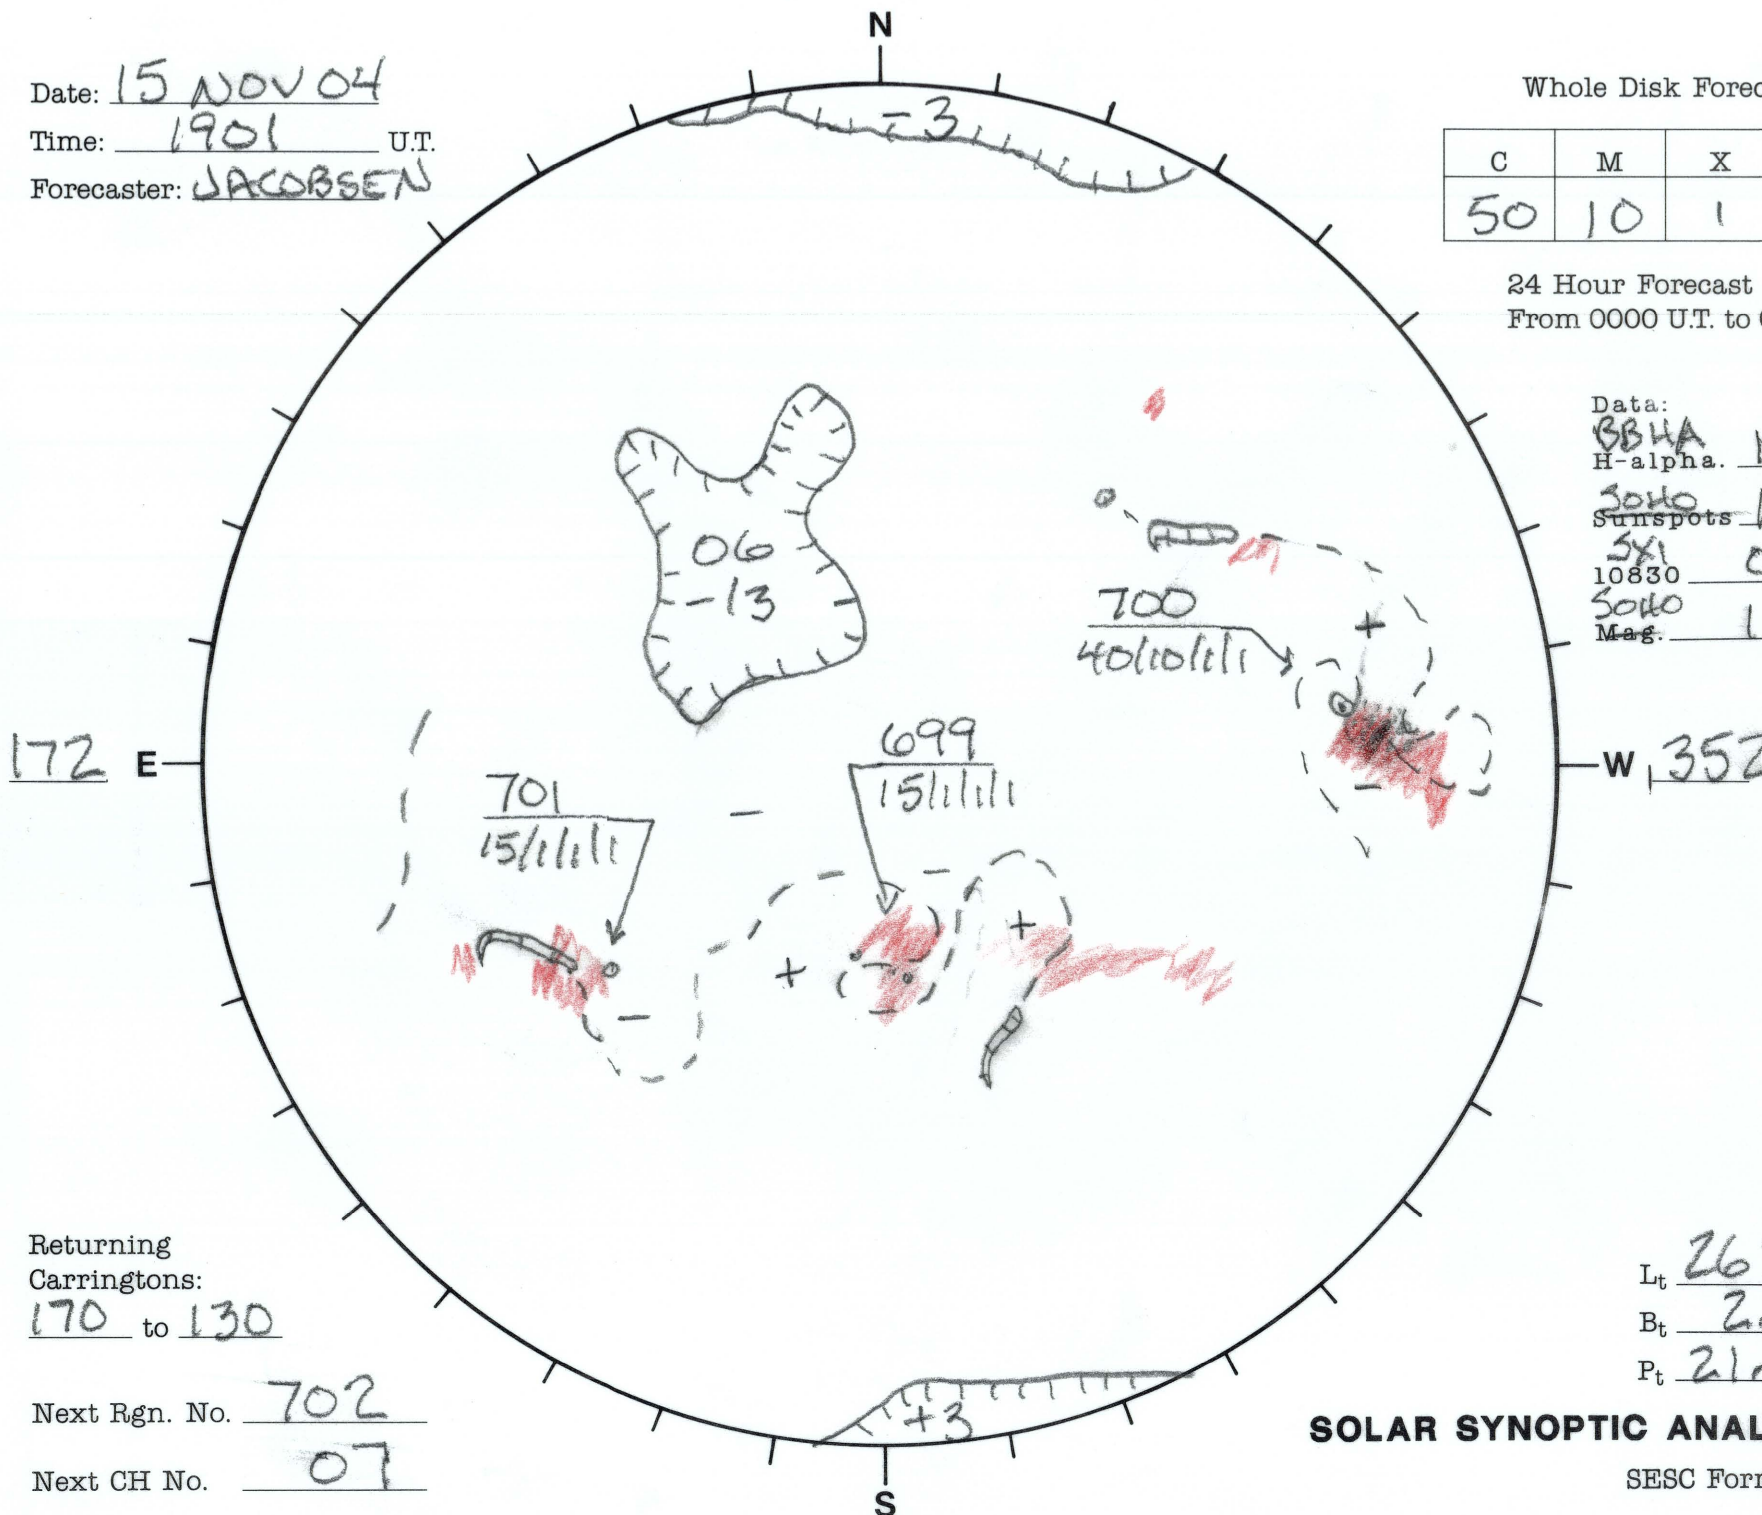 N
Date: 15 NOV 04
Time: 1901 U.T.
Forecaster: JACOBSEN
Whole Disk
C M X
50 10 1
24 Hour Forecast
From 0000 U.T. to
-3
Data:
BBHA
H-alpha.
SOHO
Sunspots
SXI
10830
SOHO
Mag.
06
-13
700
40/10/1/1
+
172 E
W 352
699
15/1/1/1
701
15/1/1/1
-
-
-
-
+
+
-
-
Returning
Carringtons:
170 to 130
Lt 26
Bt 2.
Pt 21.
Next Rgn. No. 702
Next CH No. 07
+3
SOLAR SYNOPTIC
SESC
S